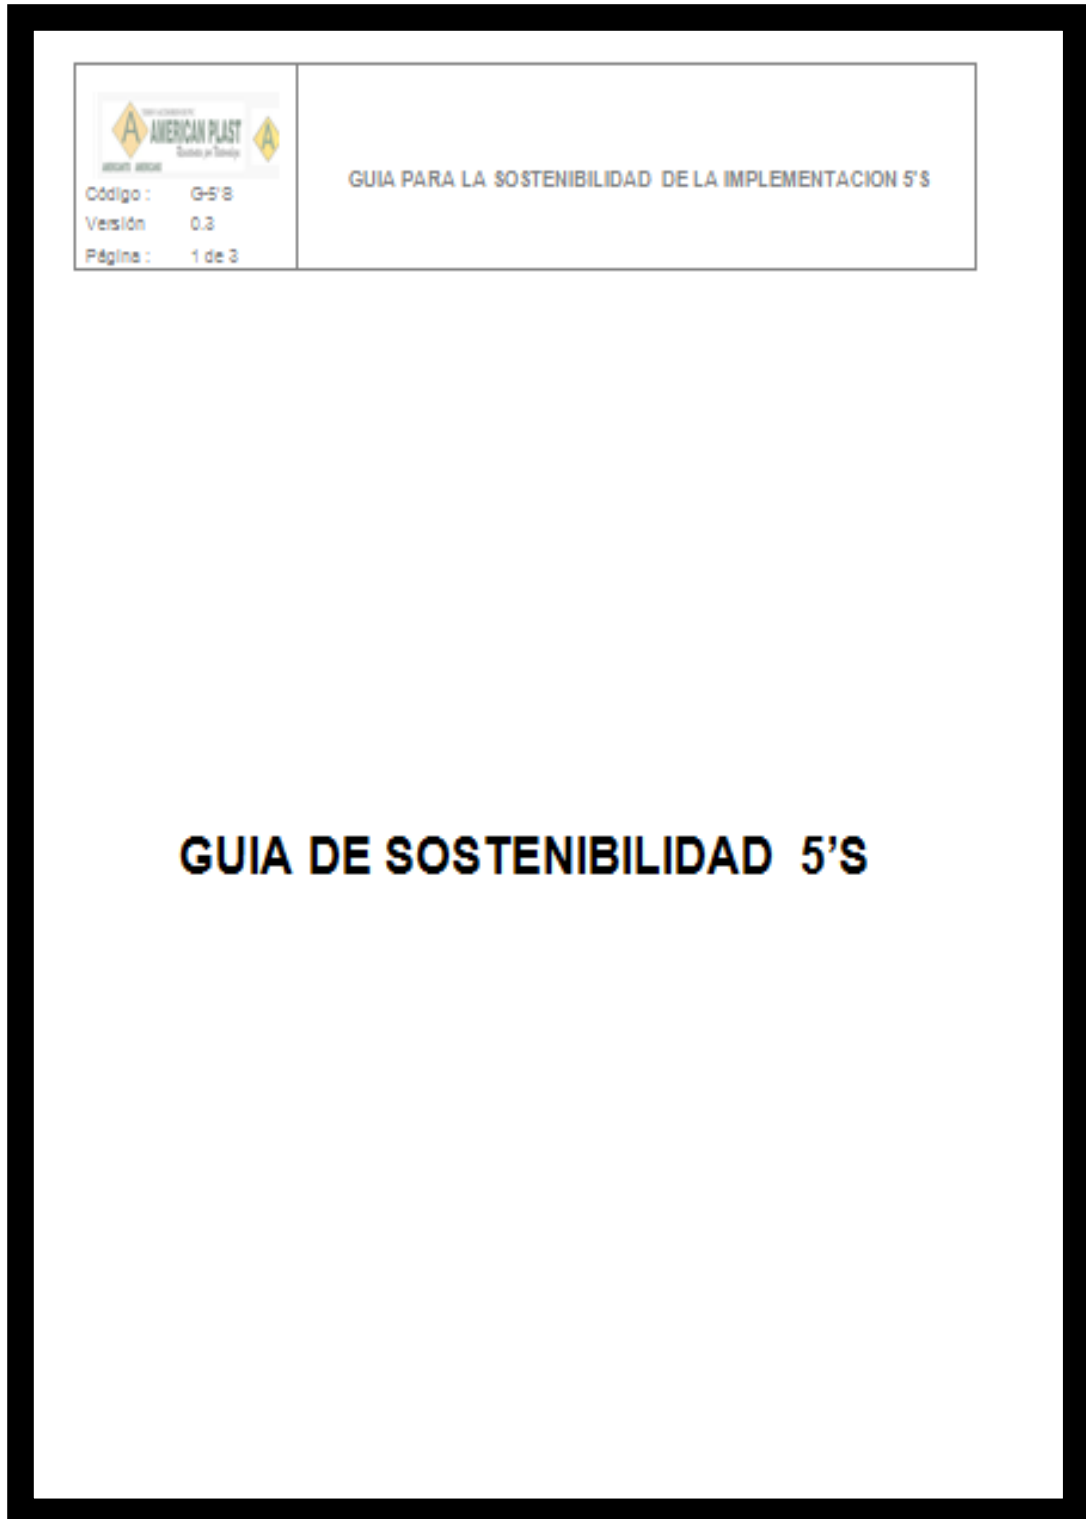 AMERICAN PLAST
Código : G-5'S
Versión 0.3
Página : 1 de 3
GUIA PARA LA SOSTENIBILIDAD DE LA IMPLEMENTACION 5'S
GUIA DE SOSTENIBILIDAD 5'S